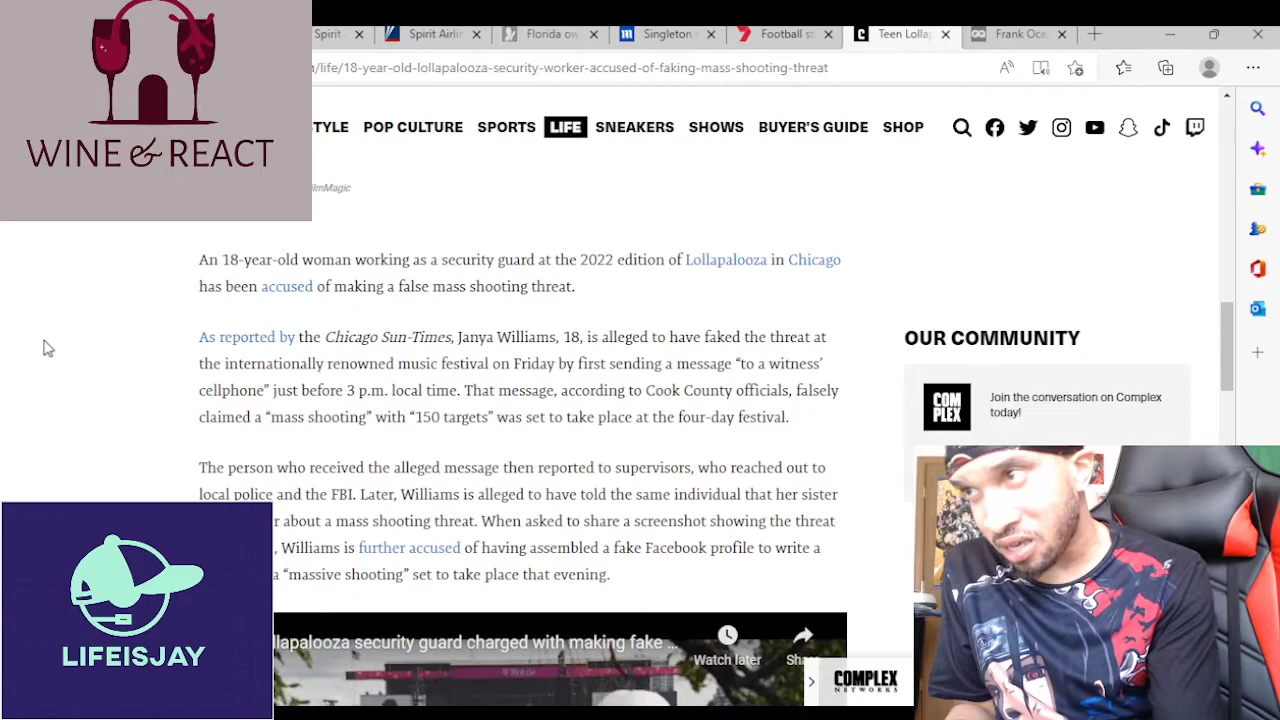 Spirit
Spirit Airlin
Florida ow
Singleton
Football st
Teen Lollap
Frank Oce
n/life/18-year-old-lollapalooza-security-worker-accused-of-faking-mass-shooting-threat
WINE & REACT
TYLE POP CULTURE SPORTS LIFE SNEAKERS SHOWS BUYER'S GUIDE SHOP
ilmMagic
An 18-year-old woman working as a security guard at the 2022 edition of Lollapalooza in Chicago
has been accused of making a false mass shooting threat.
As reported by the Chicago Sun-Times, Janya Williams, 18, is alleged to have faked the threat at
the internationally renowned music festival on Friday by first sending a message “to a witness’
cellphone” just before 3 p.m. local time. That message, according to Cook County officials, falsely
claimed a “mass shooting” with “150 targets” was set to take place at the four-day festival.
The person who received the alleged message then reported to supervisors, who reached out to
local police and the FBI. Later, Williams is alleged to have told the same individual that her sister
r about a mass shooting threat. When asked to share a screenshot showing the threat
, Williams is further accused of having assembled a fake Facebook profile to write a
a “massive shooting” set to take place that evening.
OUR COMMUNITY
COM
PLEX
Join the conversation on Complex
today!
LIFEISJAY
llapalooza security guard charged with making fake ...
Watch later
Sha
COMPLEX
NETWORKS